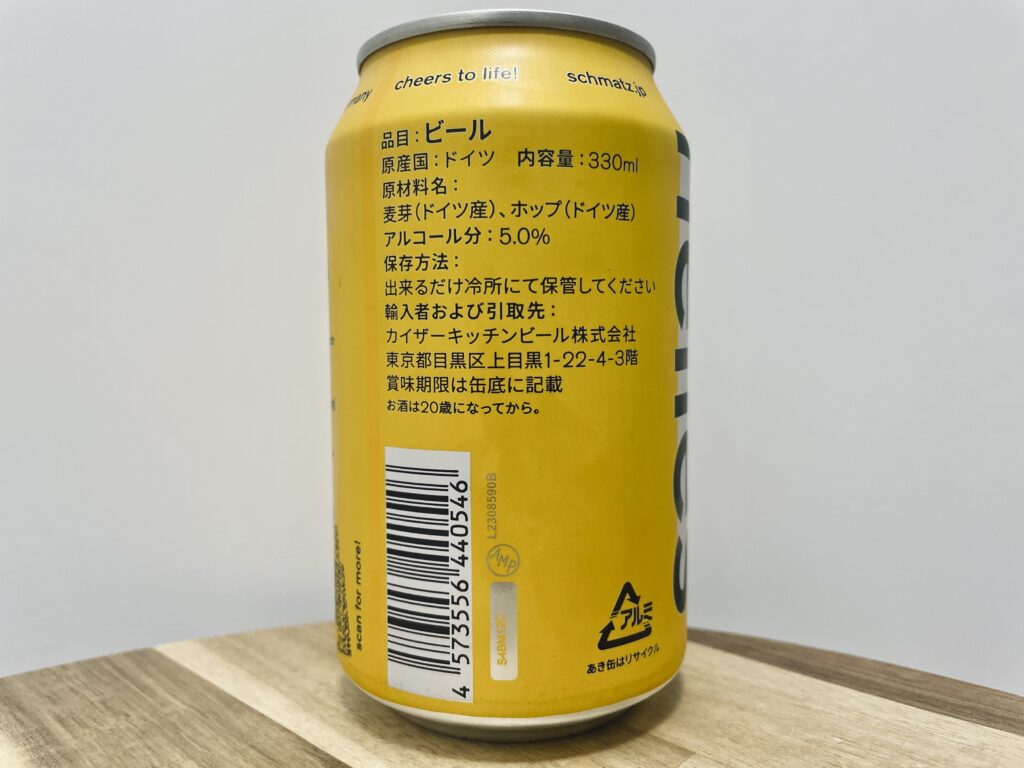 cheers to life!
schmatz.jp
品目：ビール
原産国：ドイツ 内容量：330ml
原材料名：
麦芽（ドイツ産）、ホップ（ドイツ産）
アルコール分：5.0%
保存方法：
出来るだけ冷所にて保管してください
輸入者および引取先：
カイザーキッチンビール株式会社
東京都目黒区上目黒1-22-4-3階
賞味期限は缶底に記載
お酒は20歳になってから。
4 573556 440546
L2308590B
AMP
S4BM12C
scan for more!
アルミ
あき缶はリサイクル